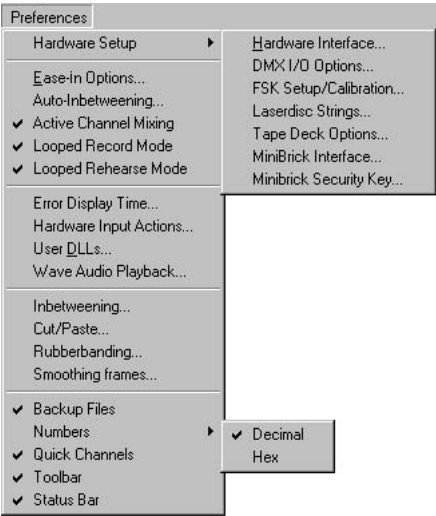 Preferences
Hardware Setup
Ease-In Options...
Auto-Inbetweening...
Active Channel Mixing
Looped Record Mode
Looped Rehearse Mode
Error Display Time...
Hardware Input Actions...
User DLLs...
Wave Audio Playback...
Inbetweening...
Cut/Paste...
Rubberbanding...
Smoothing frames...
Backup Files
Numbers
Quick Channels
Toolbar
Status Bar
Hardware Interface...
DMX I/O Options...
FSK Setup/Calibration...
Laserdisc Strings...
Tape Deck Options...
MiniBrick Interface...
Minibrick Security Key...
Decimal
Hex